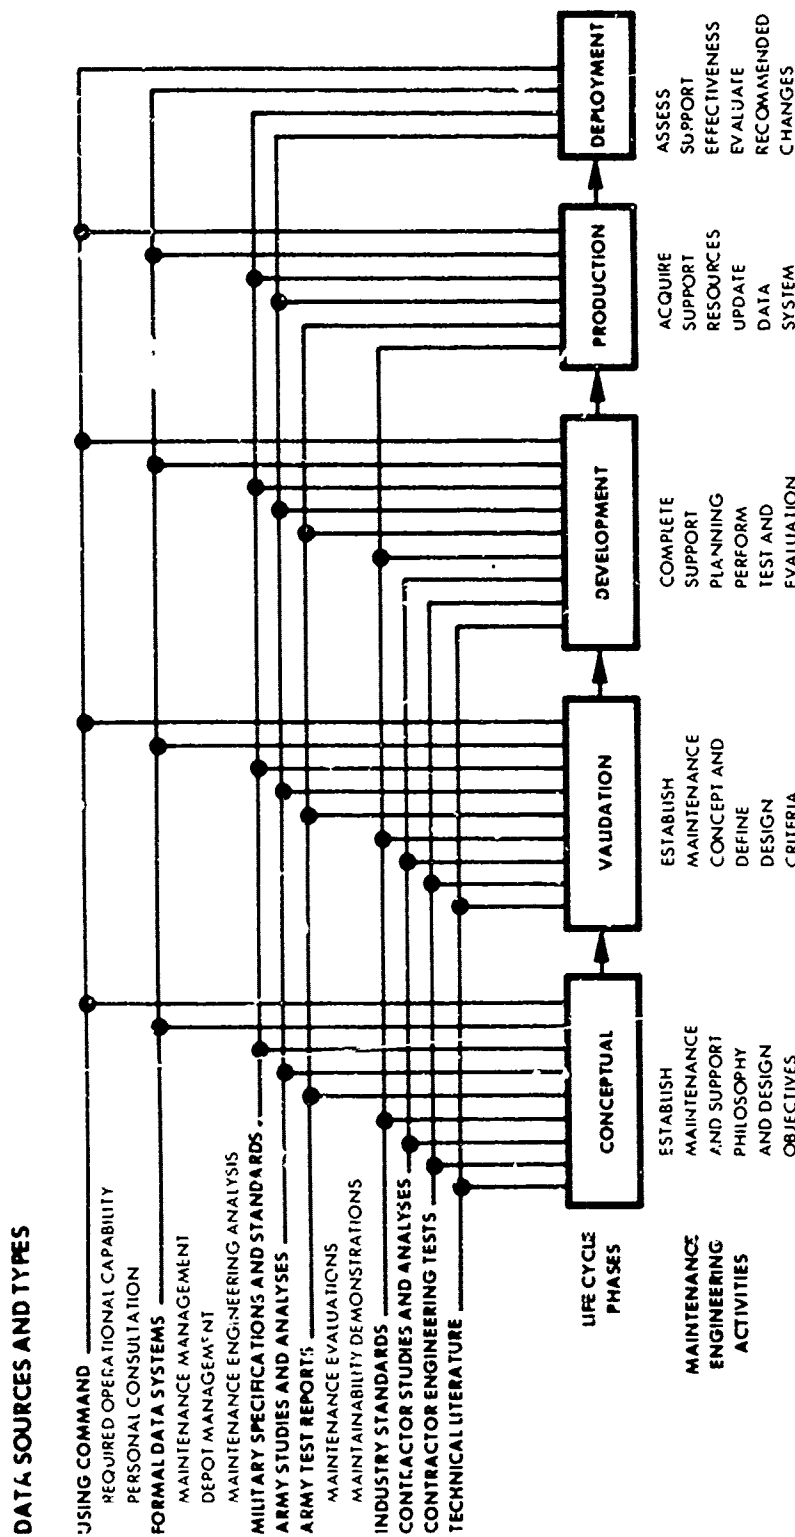 DATA SOURCES AND TYPES
USING COMMAND
REQUIRED OPERATIONAL CAPABILITY
PERSONAL CONSULTATION
FORMAL DATA SYSTEMS
MAINTENANCE MANAGEMENT
DEPOT MANAGEMENT
MAINTENANCE ENGINEERING ANALYSIS
MILITARY SPECIFICATIONS AND STANDARDS
ARMY STUDIES AND ANALYSES
ARMY TEST REPORTS
MAINTENANCE EVALUATIONS
MAINTAINABILITY DEMONSTRATIONS
INDUSTRY STANDARDS
CONTRACTOR STUDIES AND ANALYSES
CONTRACTOR ENGINEERING TESTS
TECHNICAL LITERATURE
LIFE CYCLE
PHASES
CONCEPTUAL
VALIDATION
DEVELOPMENT
PRODUCTION
DEPLOYMENT
MAINTENANCE
ENGINEERING
ACTIVITIES
ESTABLISH
MAINTENANCE
AND SUPPORT
PHILOSOPHY
AND DESIGN
OBJECTIVES
ESTABLISH
MAINTENANCE
CONCEPT AND
DEFINE
DESIGN
CRITERIA
COMPLETE
SUPPORT
PLANNING
PERFORM
TEST AND
EVALUATION
ACQUIRE
SUPPORT
RESOURCES
UPDATE
DATA
SYSTEM
ASSESS
SUPPORT
EFFECTIVENESS
EVALUATE
RECOMMENDED
CHANGES